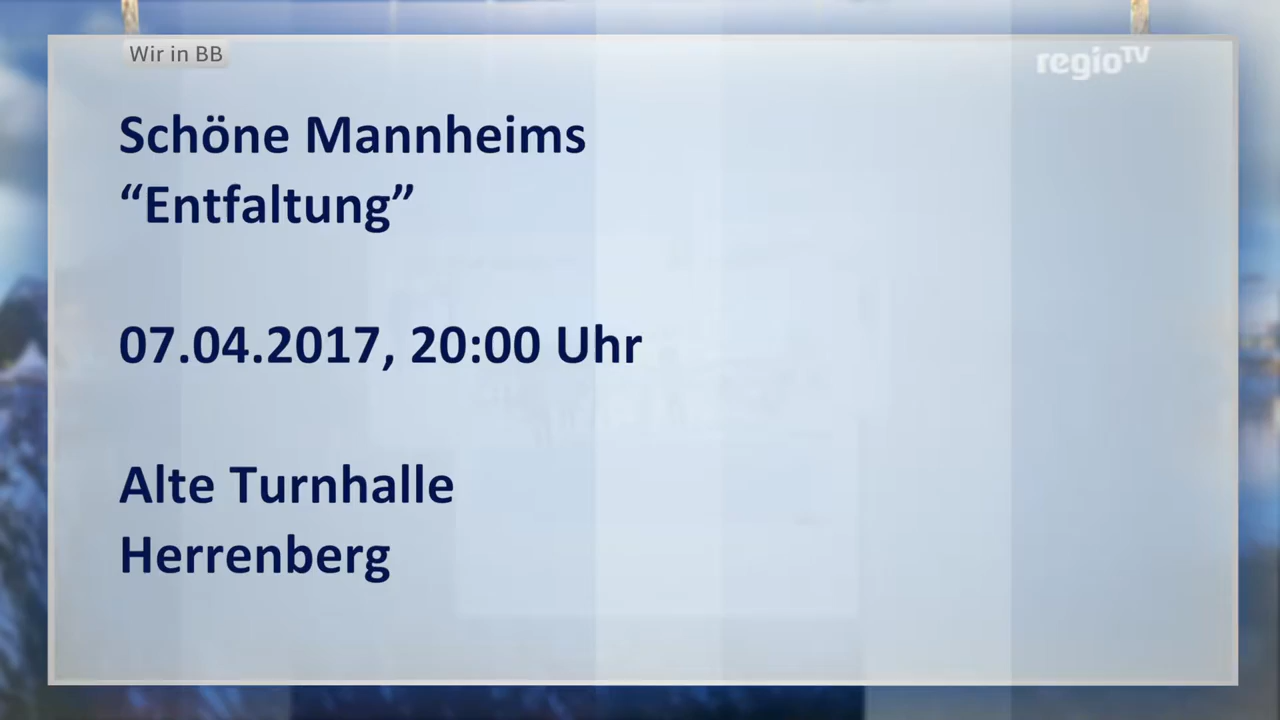 Wir in BB
regioTV
Schöne Mannheims
“Entfaltung”
07.04.2017, 20:00 Uhr
Alte Turnhalle
Herrenberg